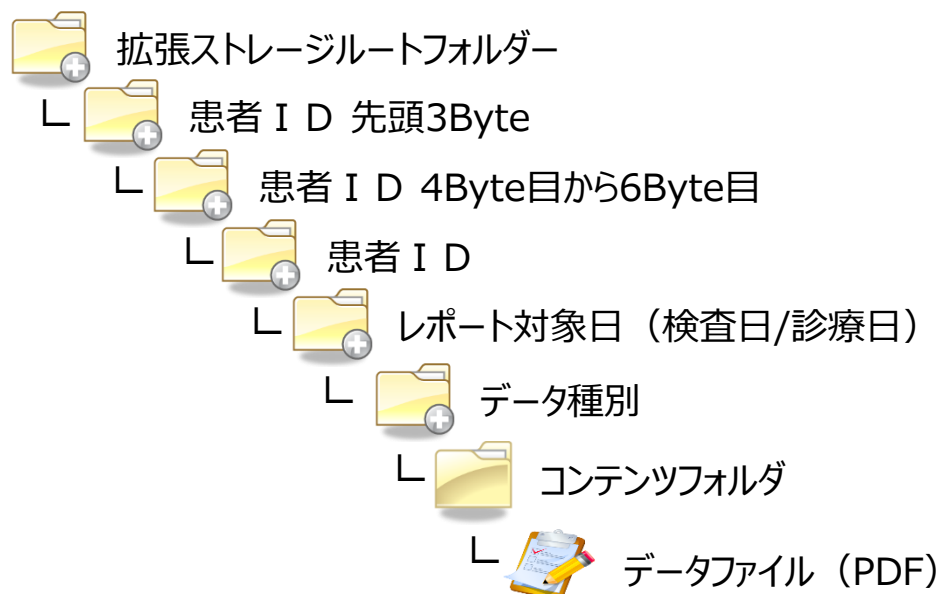 拡張ストレージルートフォルダー
患者ＩＤ 先頭3Byte
患者ＩＤ 4Byte目から6Byte目
患者ＩＤ
レポート対象日（検査日/診療日）
データ種別
コンテンツフォルダ
データファイル（PDF）